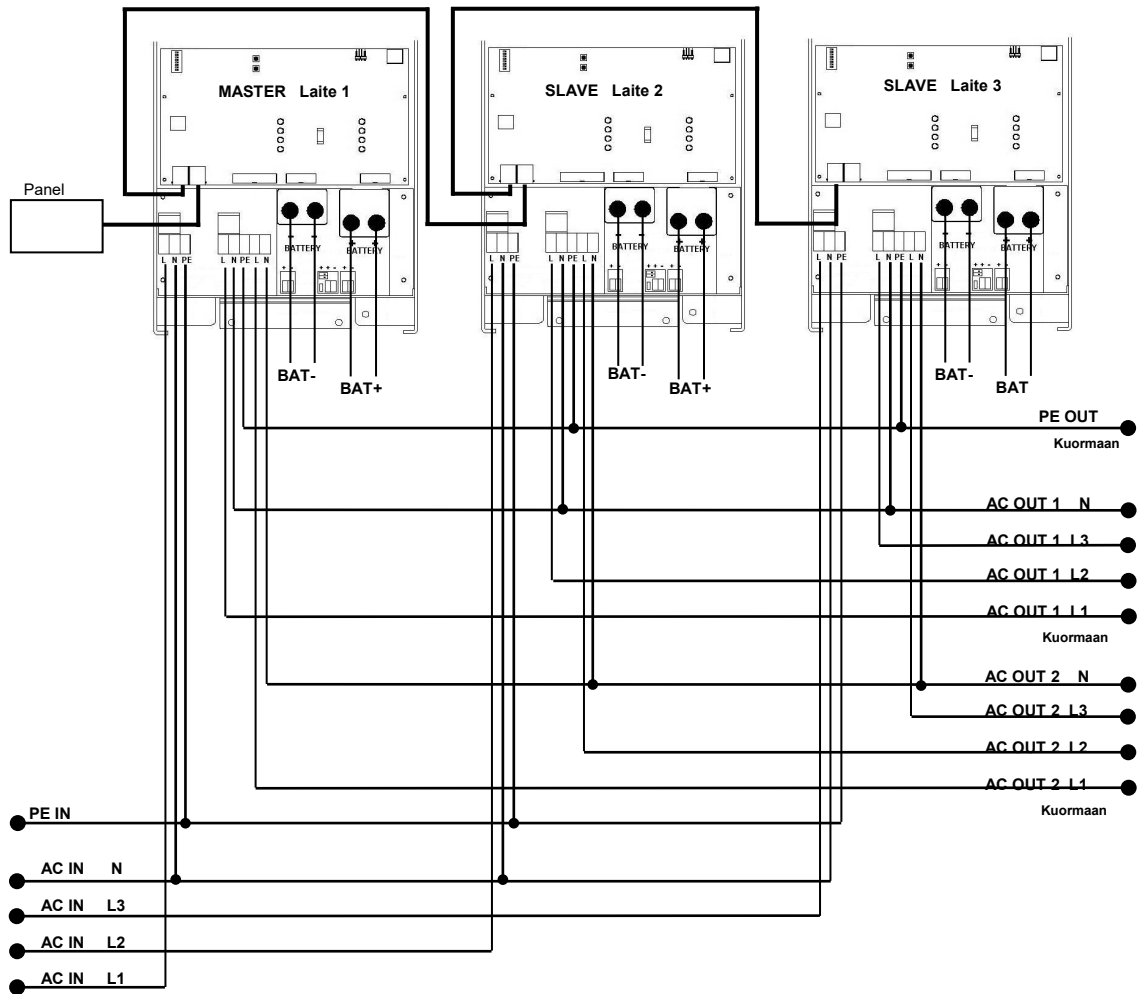 MASTER Laite 1
SLAVE Laite 2
SLAVE Laite 3
Panel
BATTERY
BATTERY
BATTERY
BATTERY
BATTERY
BATTERY
L N PE
L N PE L N
L N PE
L N PE L N
L N PE
L N PE L N
BAT-
BAT+
BAT-
BAT+
BAT-
BAT
PE OUT
Kuormaan
AC OUT 1 N
AC OUT 1 L3
AC OUT 1 L2
AC OUT 1 L1
Kuormaan
AC OUT 2 N
AC OUT 2 L3
AC OUT 2 L2
AC OUT 2 L1
Kuormaan
PE IN
AC IN N
AC IN L3
AC IN L2
AC IN L1